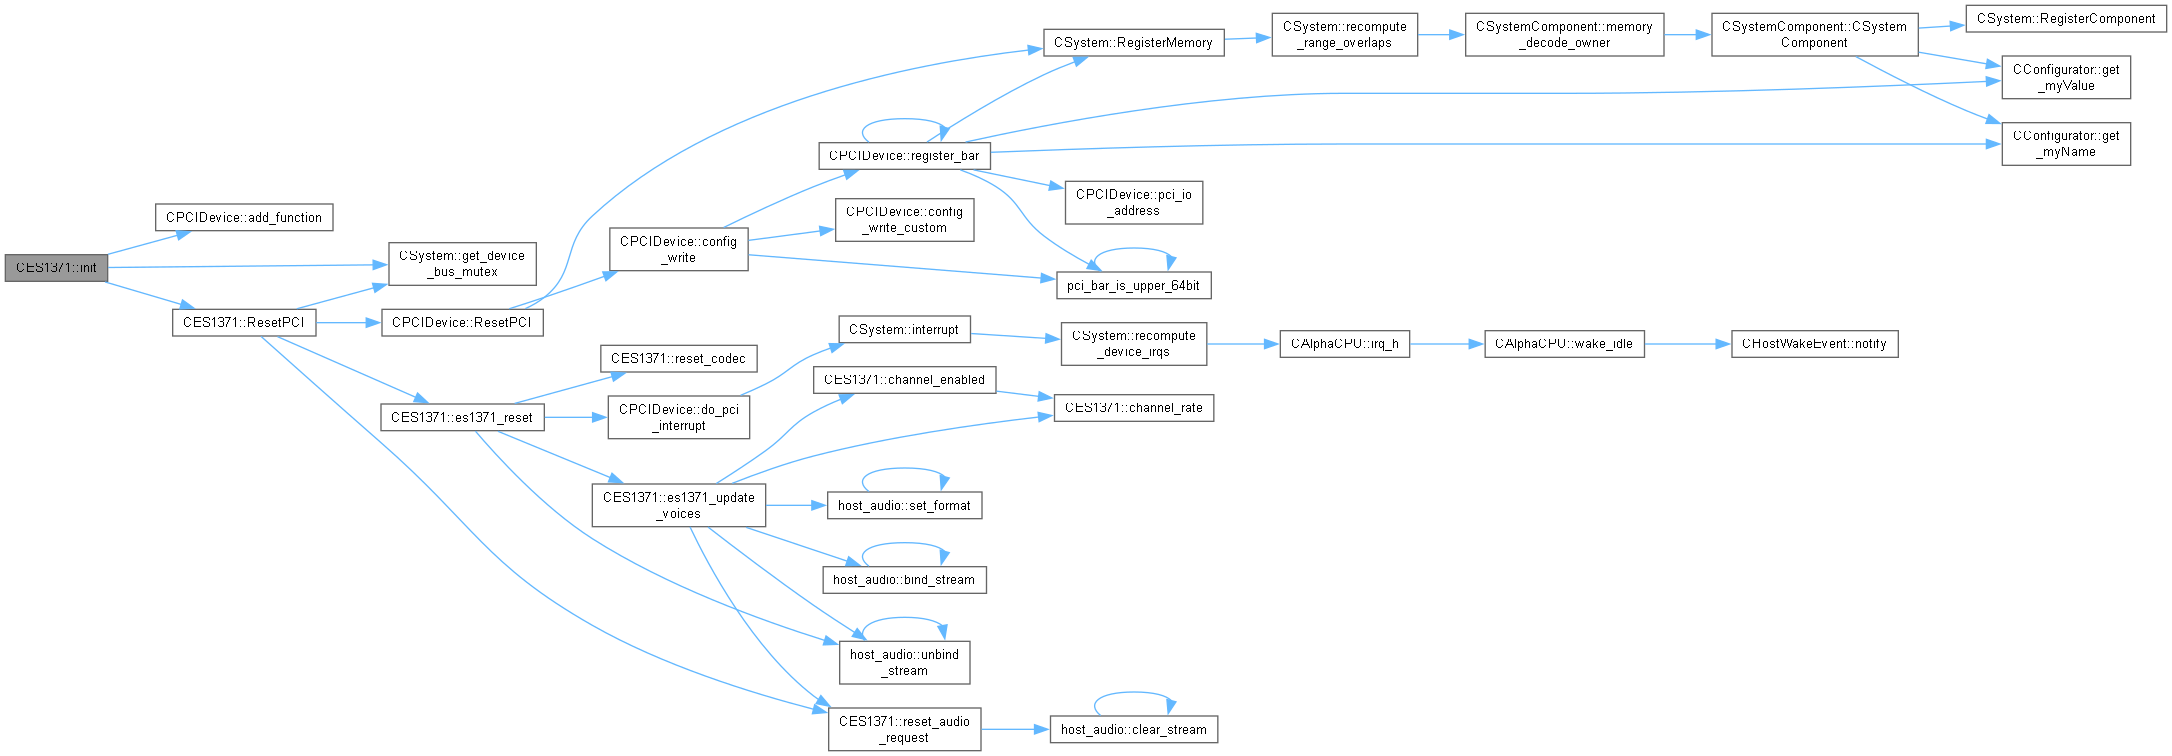 CES1371::init
CPCIDevice::add_function
CSystem::get_device
_bus_mutex
CES1371::ResetPCI
CPCIDevice::ResetPCI
CES1371::es1371_reset
CPCIDevice::config
_write
CES1371::reset_codec
CPCIDevice::do_pci
_interrupt
CES1371::es1371_update
_voices
CPCIDevice::register_bar
CPCIDevice::config
_write_custom
CSystem::interrupt
CES1371::channel_enabled
host_audio::set_format
host_audio::bind_stream
host_audio::unbind
_stream
CES1371::reset_audio
_request
CSystem::RegisterMemory
CPCIDevice::pci_io
_address
pci_bar_is_upper_64bit
CSystem::recompute
_device_irqs
CES1371::channel_rate
host_audio::clear_stream
CSystem::recompute
_range_overlaps
CAlphaCPU::irq_h
CSystemComponent::memory
_decode_owner
CAlphaCPU::wake_idle
CSystemComponent::CSystem
Component
CHostWakeEvent::notify
CSystem::RegisterComponent
CConfigurator::get
_myValue
CConfigurator::get
_myName